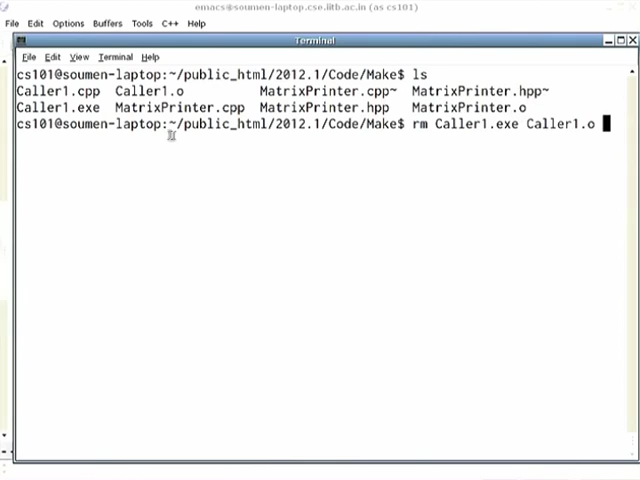 emacs@soumen-laptop.cse.iitb.ac.in (as cs101)
File Edit Options Buffers Tools C++ Help
Terminal
File Edit View Terminal Help
cs101@soumen-laptop:~/public_html/2012.1/Code/Make$ ls
Caller1.cpp Caller1.o MatrixPrinter.cpp~ MatrixPrinter.hpp~
Caller1.exe MatrixPrinter.cpp MatrixPrinter.hpp MatrixPrinter.o
cs101@soumen-laptop:~/public_html/2012.1/Code/Make$ rm Caller1.exe Caller1.o